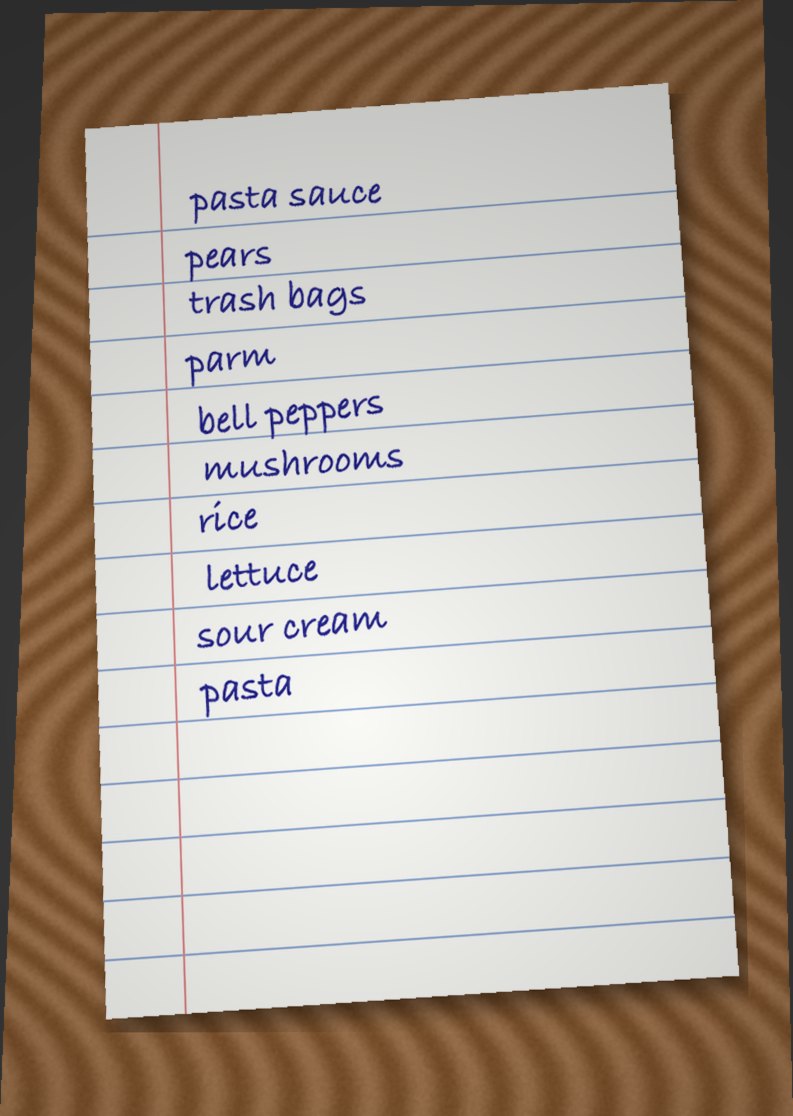 pasta sauce
pears
trash bags
parm
bell peppers
mushrooms
rice
lettuce
sour cream
pasta